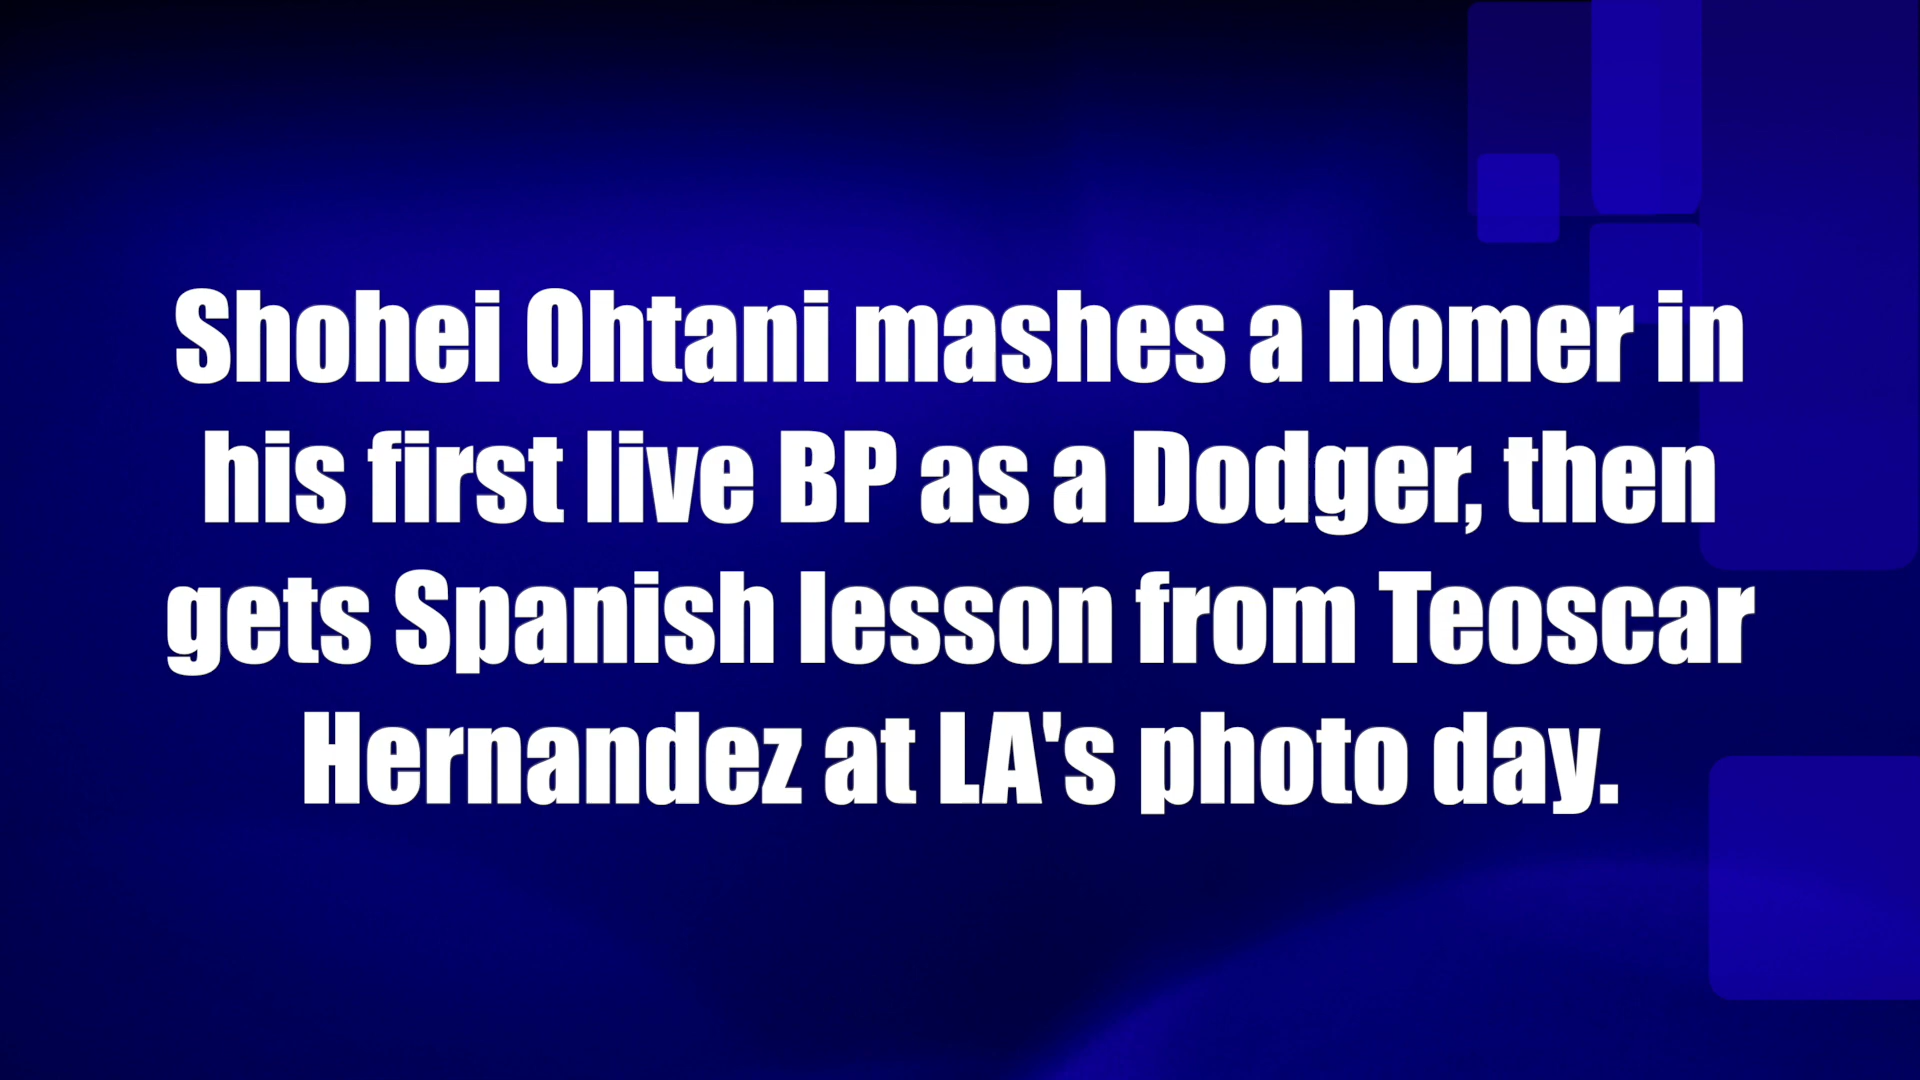 Shohei Ohtani mashes a homer in
his first live BP as a Dodger, then
gets Spanish lesson from Teoscar
Hernandez at LA's photo day.